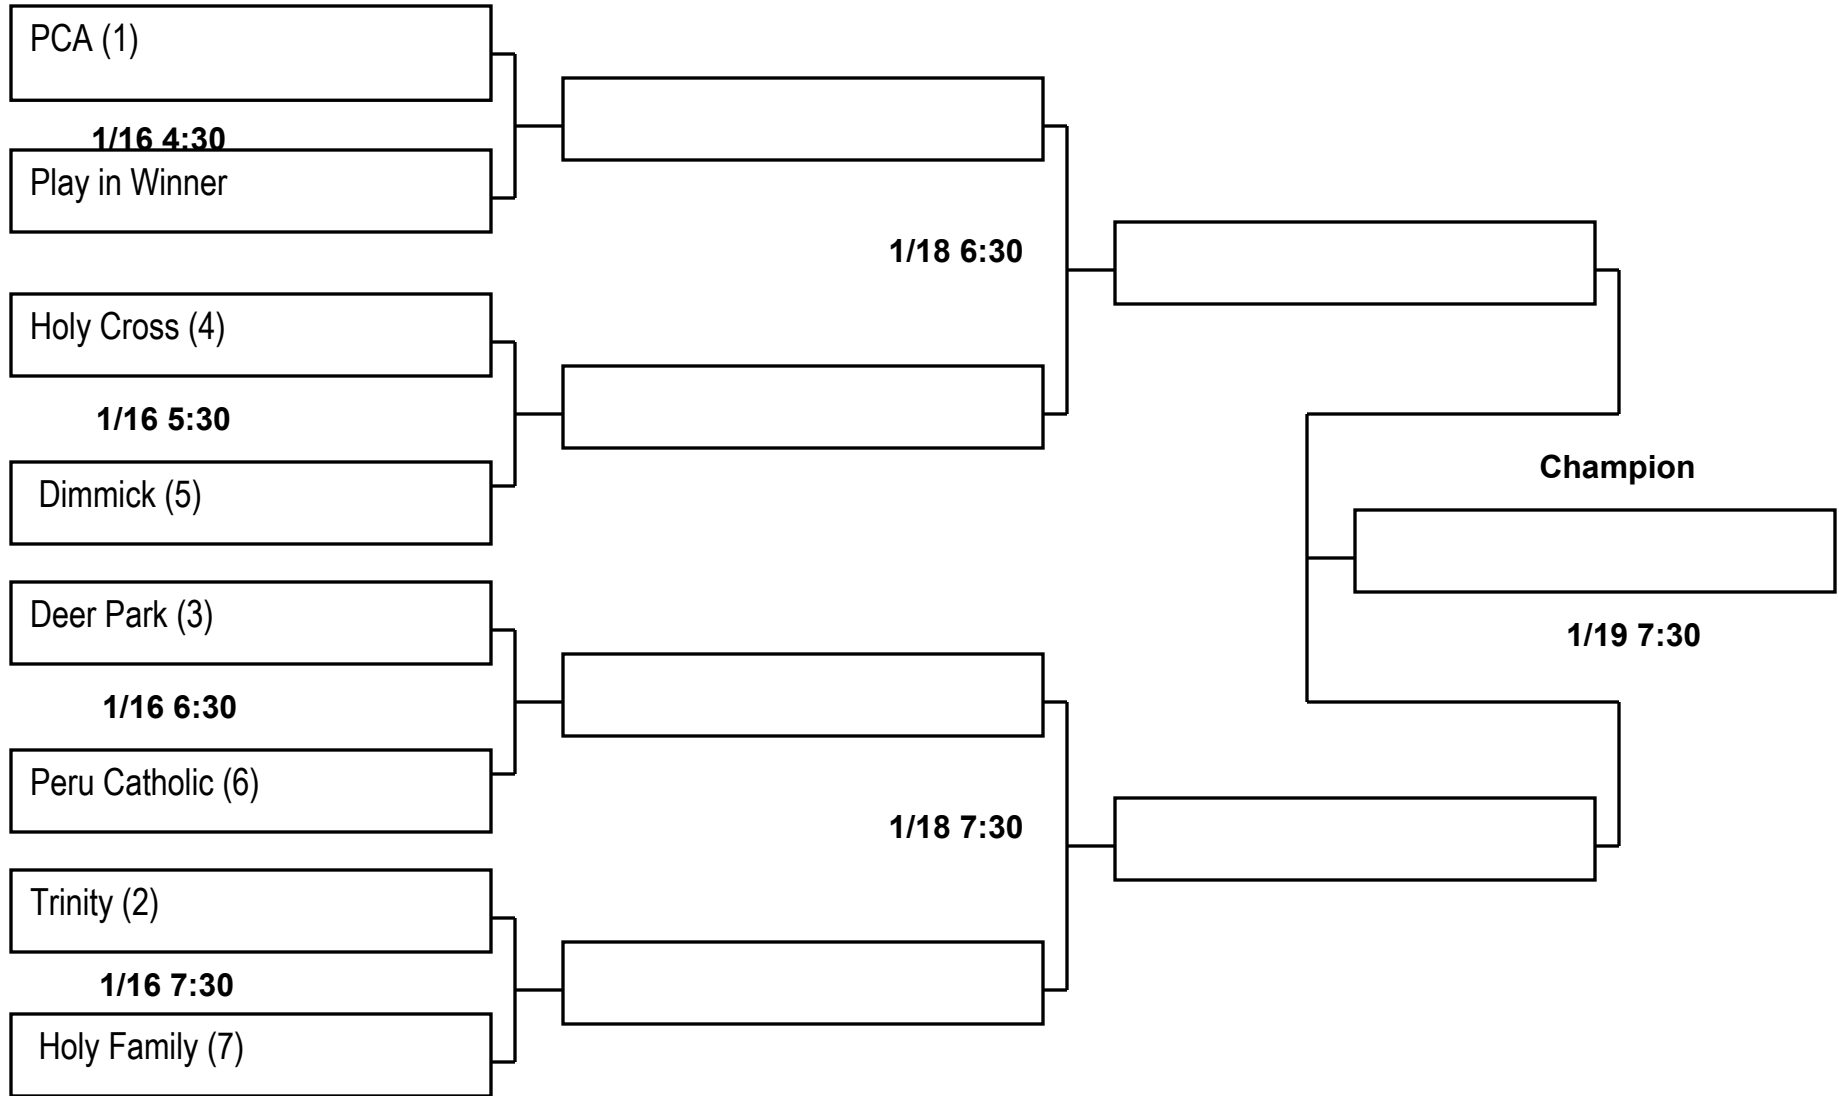 PCA (1)
1/16 4:30
Play in Winner
1/18 6:30
Holy Cross (4)
1/16 5:30
Champion
Dimmick (5)
Deer Park (3)
1/19 7:30
1/16 6:30
Peru Catholic (6)
1/18 7:30
Trinity (2)
1/16 7:30
Holy Family (7)